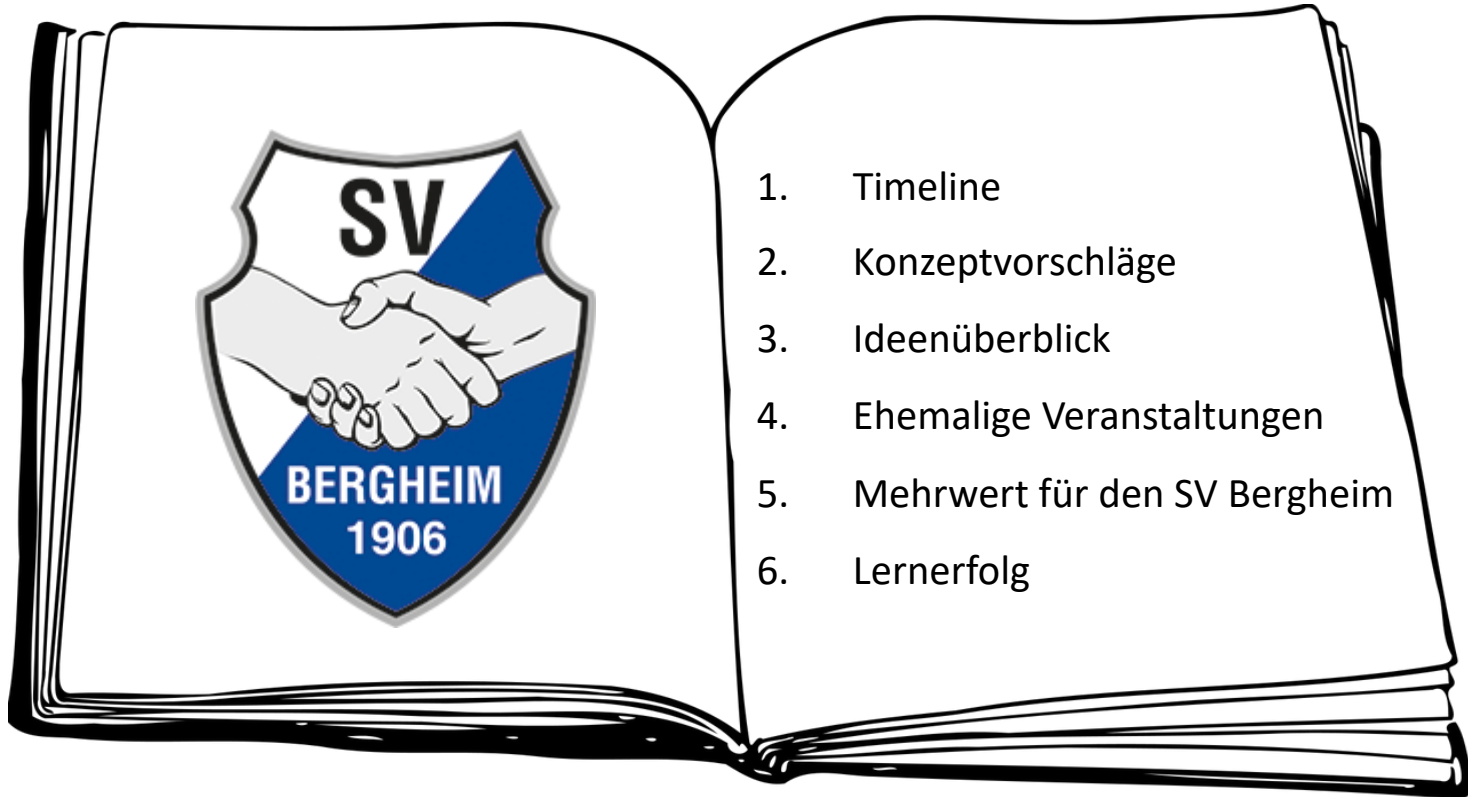 SV
BERGHEIM
1906
1. Timeline
2. Konzeptvorschläge
3. Ideenüberblick
4. Ehemalige Veranstaltungen
5. Mehrwert für den SV Bergheim
6. Lernerfolg